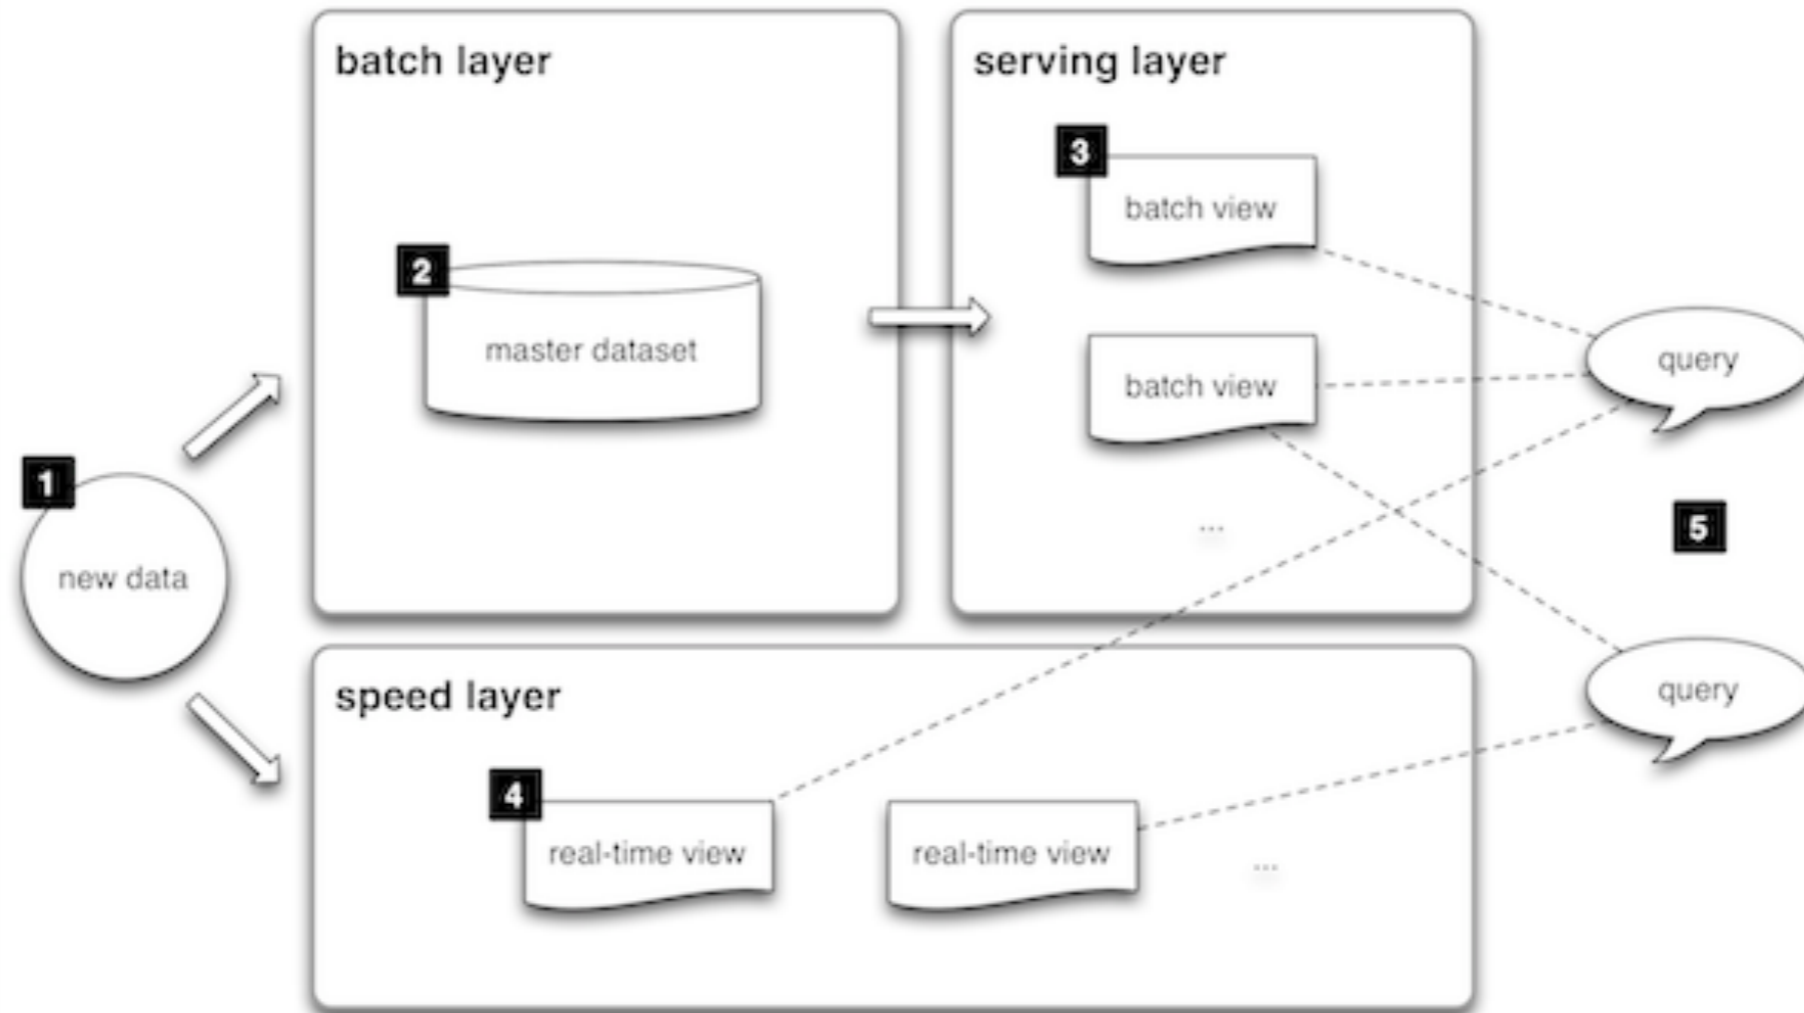 batch layer
serving layer
3
batch view
2
master dataset
query
batch view
1
new data
...
5
speed layer
query
4
real-time view
real-time view
...